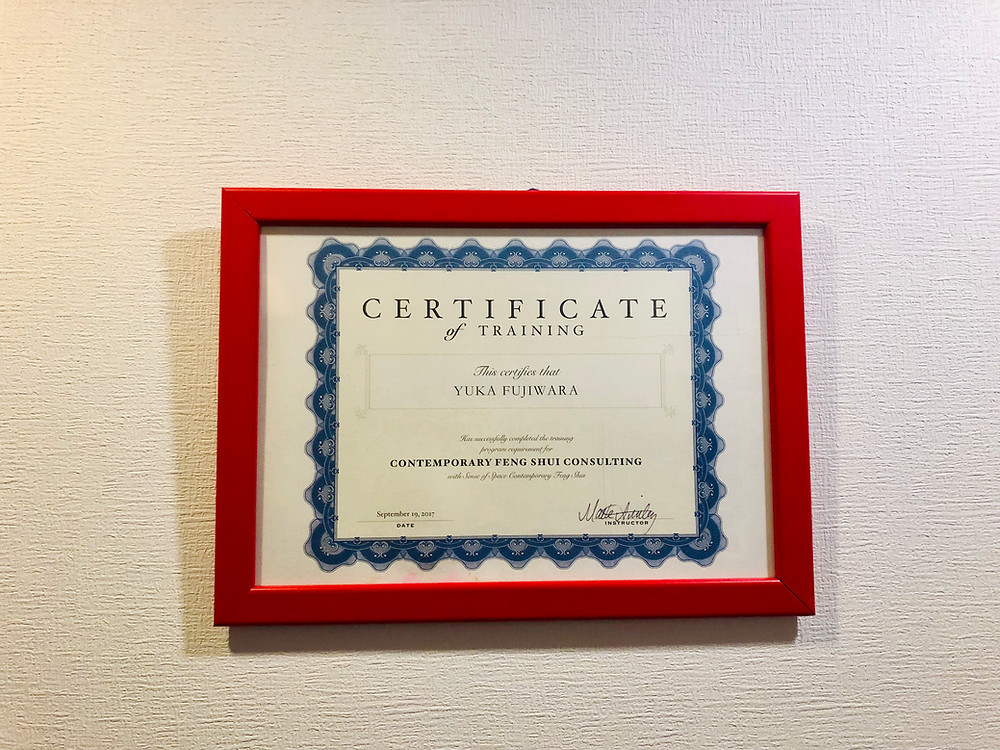 CERTIFICATE
of TRAINING
This certifies that
YUKA FUJIWARA
Has successfully completed the training
program requirement for
CONTEMPORARY FENG SHUI CONSULTING
with Sense of Space Contemporary Feng Shui
September 19, 2017
DATE
INSTRUCTOR